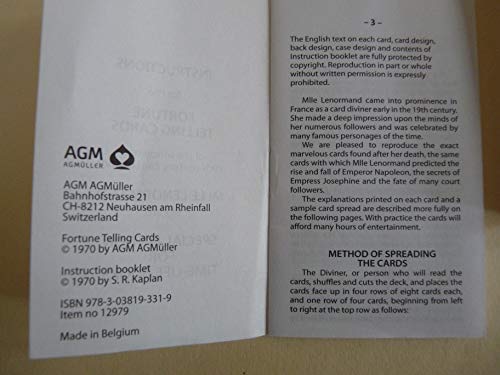 AGM
AGMÜLLER
AGM AGMüller
Bahnhofstrasse 21
CH-8212 Neuhausen am Rheinfall
Switzerland
Fortune Telling Cards
© 1970 by AGM AGMüller
Instruction booklet
© 1970 by S. R. Kaplan
ISBN 978-3-03819-331-9
Item no 12979
Made in Belgium
– 3 –
The English text on each card, card design,
back design, case design and contents of
Instruction booklet are fully protected by
copyright. Reproduction in part or whole
without written permission is expressly
prohibited.
Mlle Lenormand came into prominence in
France as a card diviner early in the 19th century.
She made a deep impression upon the minds of
her numerous followers and was celebrated by
many famous personages of the time.
We are pleased to reproduce the exact
marvelous cards found after her death, the same
cards with which Mlle Lenormand predicted the
rise and fall of Emperor Napoleon, the secrets of
Empress Josephine and the fate of many court
followers.
The explanations printed on each card and a
sample card spread are described more fully on
the following pages. With practice the cards will
afford many hours of entertainment.
METHOD OF SPREADING
THE CARDS
The Diviner, or person who will read the
cards, shuffles and cuts the deck, and places the
cards face up in four rows of eight cards each,
and one row of four cards, beginning from left
to right at the top row as follows: